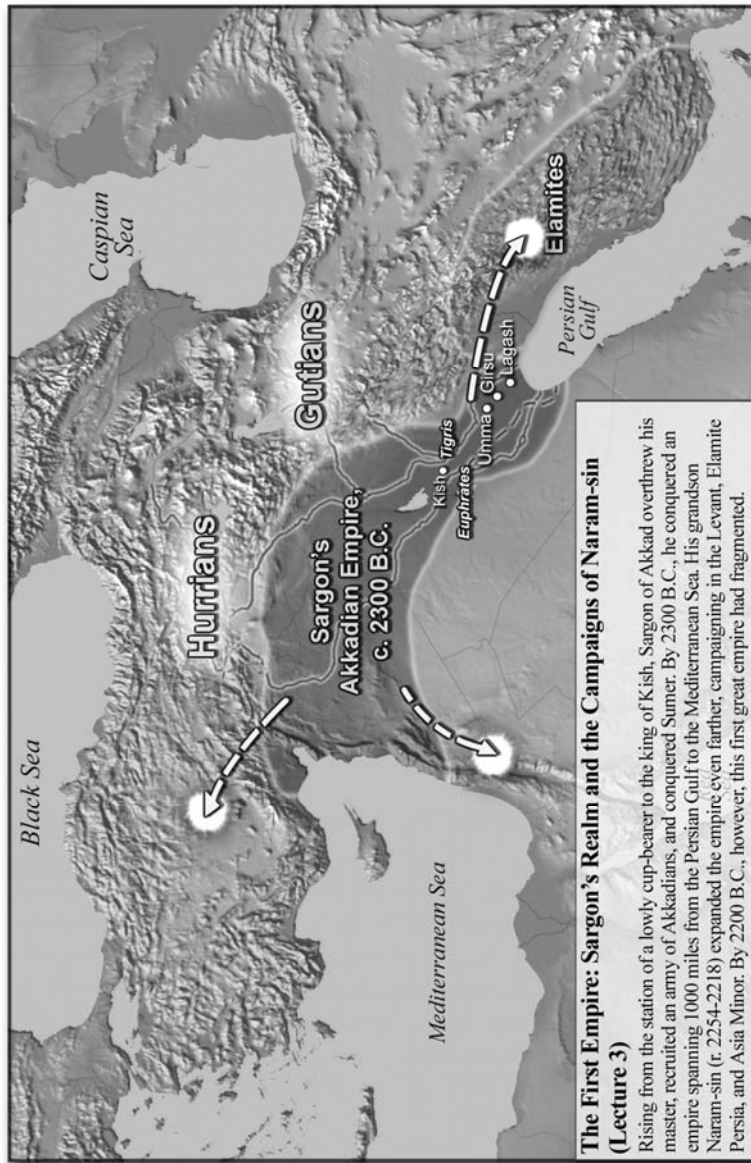 Black Sea
Caspian
Sea
Hurrians
Gutians
Sargon's
Akkadian Empire,
c. 2300 B.C.
Mediterranean Sea
Kish
Tigris
Euphrates
Umma
Girsu
Lagash
Elamites
Persian
Gulf
The First Empire: Sargon's Realm and the Campaigns of Naram-sin
(Lecture 3)
Rising from the station of a lowly cup-bearer to the king of Kish, Sargon of Akkad overthrew his
master, recruited an army of Akkadians, and conquered Sumer. By 2300 B.C., he conquered an
empire spanning 1000 miles from the Persian Gulf to the Mediterranean Sea. His grandson
Naram-sin (r. 2254-2218) expanded the empire even farther, campaigning in the Levant, Elamite
Persia, and Asia Minor. By 2200 B.C., however, this first great empire had fragmented.